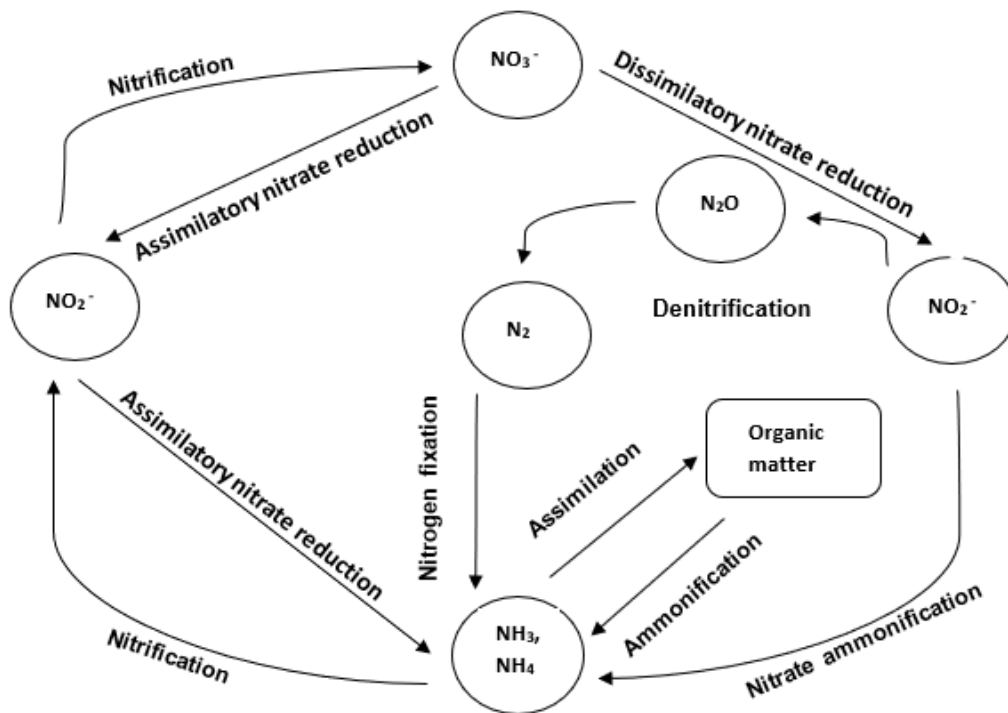 NO₃⁻
Nitrification
Dissimilatory nitrate reduction
Assimilatory nitrate reduction
N₂O
NO₂⁻
N₂
Denitrification
NO₂⁻
Assimilatory nitrate reduction
Nitrogen fixation
Assimilation
Organic
matter
Ammonification
Nitrification
NH₃,
NH₄
Nitrate ammonification